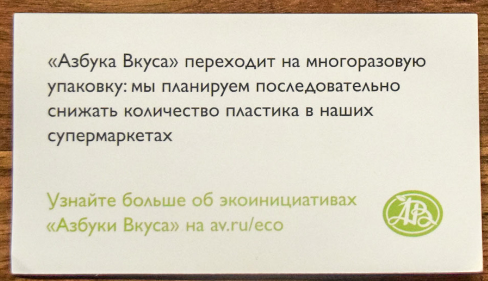 «Азбука Вкуса» переходит на многоразовую
упаковку: мы планируем последовательно
снижать количество пластика в наших
супермаркетах
Узнайте больше об экоинициативах
«Азбуки Вкуса» на av.ru/eco